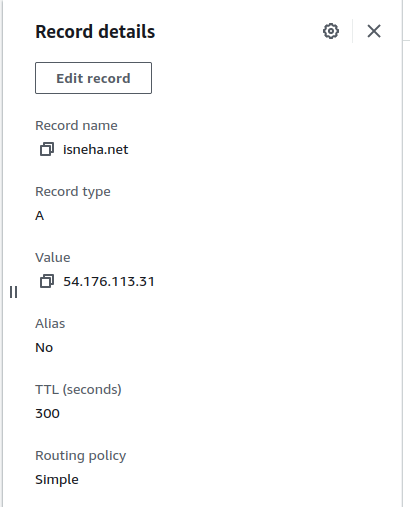 Record details
Edit record
Record name
isneha.net
Record type
A
Value
54.176.113.31
Alias
No
TTL (seconds)
300
Routing policy
Simple